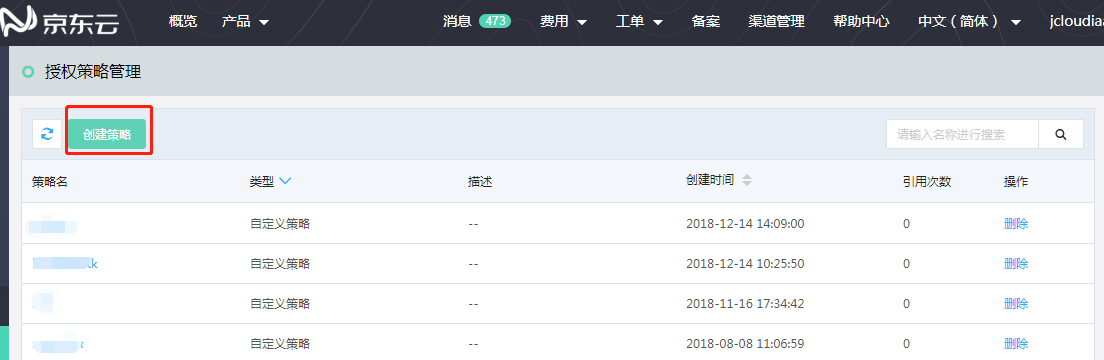 京东云 概览 产品 消息 473 费用 工单 备案 渠道管理 帮助中心 中文（简体）
授权策略管理
创建策略 请输入名称进行搜索
策略名 类型 描述 创建时间 引用次数 操作
自定义策略 -- 2018-12-14 14:09:00 0 删除
自定义策略 -- 2018-12-14 10:25:50 0 删除
自定义策略 -- 2018-11-16 17:34:42 0 删除
自定义策略 -- 2018-08-08 11:06:59 0 删除